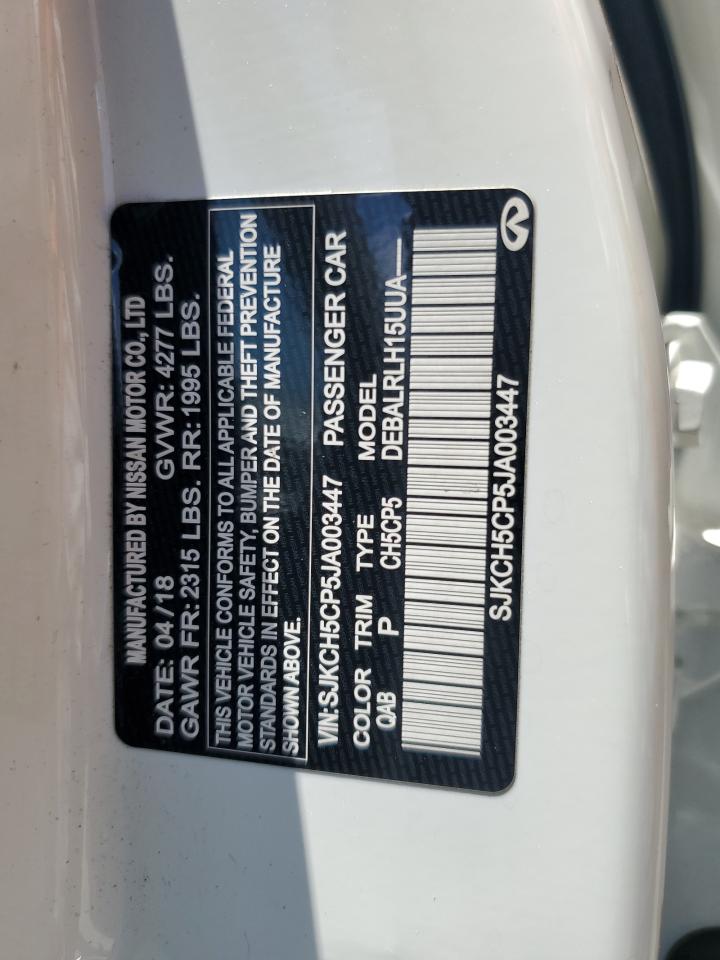 MANUFACTURED BY NISSAN MOTOR CO., LTD
DATE: 04 / 18 GVWR: 4277 LBS.
GAWR FR: 2315 LBS. RR: 1995 LBS.
THIS VEHICLE CONFORMS TO ALL APPLICABLE FEDERAL
MOTOR VEHICLE SAFETY, BUMPER AND THEFT PREVENTION
STANDARDS IN EFFECT ON THE DATE OF MANUFACTURE
SHOWN ABOVE.
VIN: SJKCH5CP5JA003447 PASSENGER CAR
COLOR TRIM TYPE MODEL
QAB P CH5CP5 DEBALRLH15UUA----
SJKCH5CP5JA003447